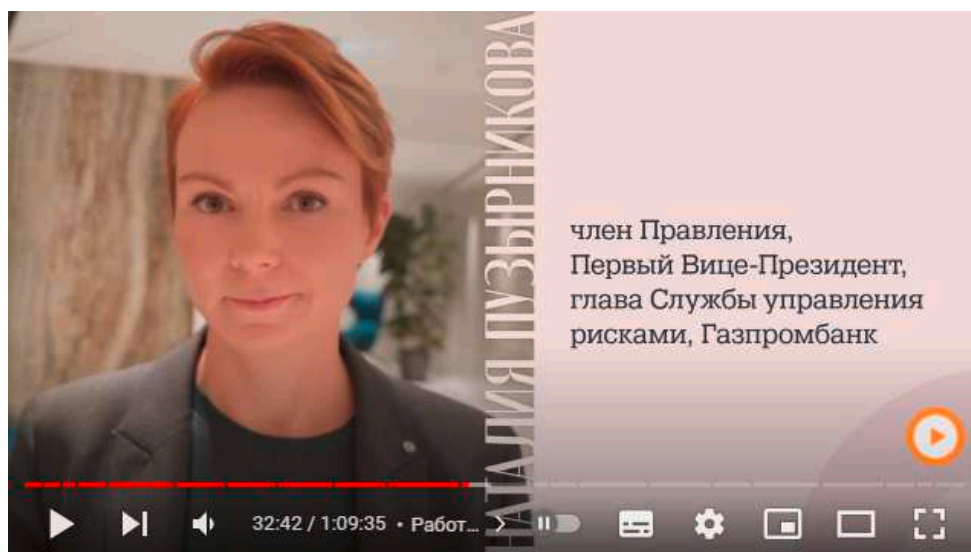 НАТАЛИЯ ПУЗЫРНИКОВА
член Правления,
Первый Вице-Президент,
глава Службы управления
рисками, Газпромбанк
32:42 / 1:09:35 • Работ...